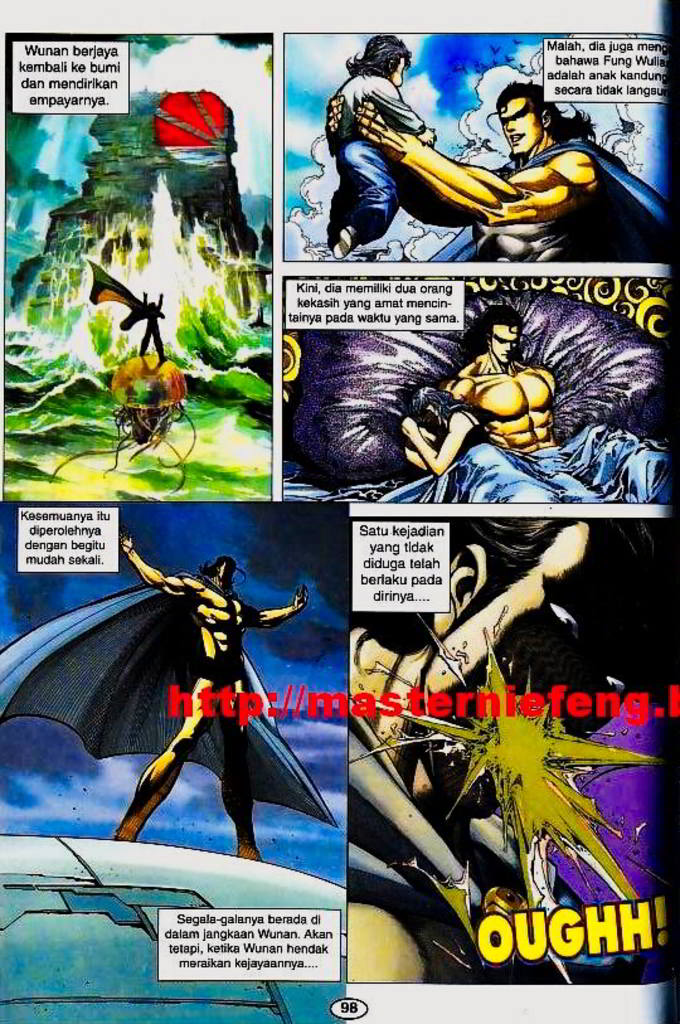 Wunan berjaya
kembali ke bumi
dan mendirikan
empayarnya.
Malah, dia juga
bahawa Fung
adalah anak kandung
secara tidak
Kini, dia memiliki dua orang
kekasih yang amat mencin-
tainya pada waktu yang sama.
Kesemuanya itu
diperolehnya
dengan begitu
mudah sekali.
Satu kejadian
yang tidak
diduga telah
berlaku pada
dirinya....
http://masterniefeng.
Segala-galanya berada di
dalam jangkaan Wunan. Akan
tetapi, ketika Wunan hendak
meraikan kejayaannya....
OUGHH!
98